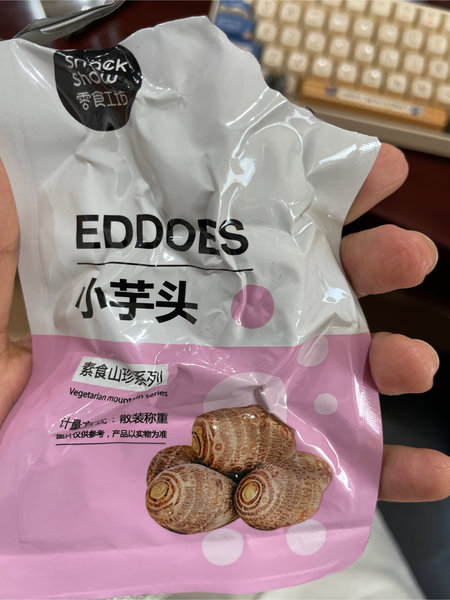 snack
show
零食工坊
EDDOES
小芋头
素食山珍系列
Vegetarian mountain series
计量方式：散装称重
图片仅供参考，产品以实物为准